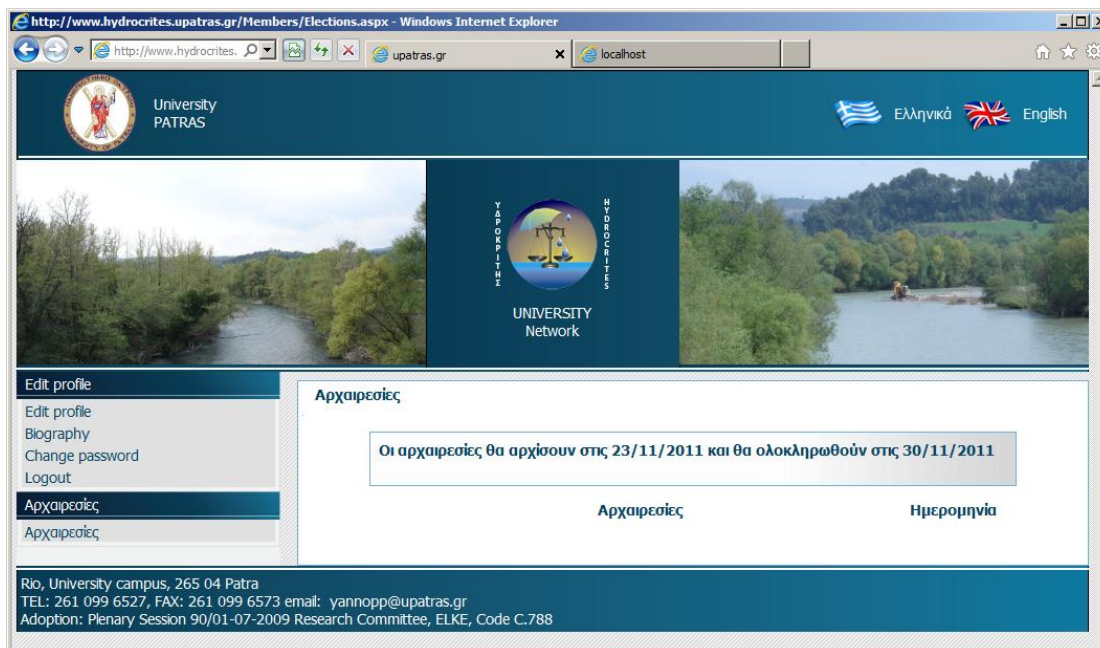 http://www.hydrocrites.upatras.gr/Members/Elections.aspx - Windows Internet Explorer
http://www.hydrocrites.
upatras.gr
localhost
University
PATRAS
Ελληνικά
English
ΥΔΡΟΚΡΙΤΗΣ
HYDROCRITES
UNIVERSITY
Network
Edit profile
Edit profile
Biography
Change password
Logout
Αρχαιρεσίες
Αρχαιρεσίες
Αρχαιρεσίες
Οι αρχαιρεσίες θα αρχίσουν στις 23/11/2011 και θα ολοκληρωθούν στις 30/11/2011
Αρχαιρεσίες Ημερομηνία
Rio, University campus, 265 04 Patra
TEL: 261 099 6527, FAX: 261 099 6573 email: yannopp@upatras.gr
Adoption: Plenary Session 90/01-07-2009 Research Committee, ELKE, Code C.788